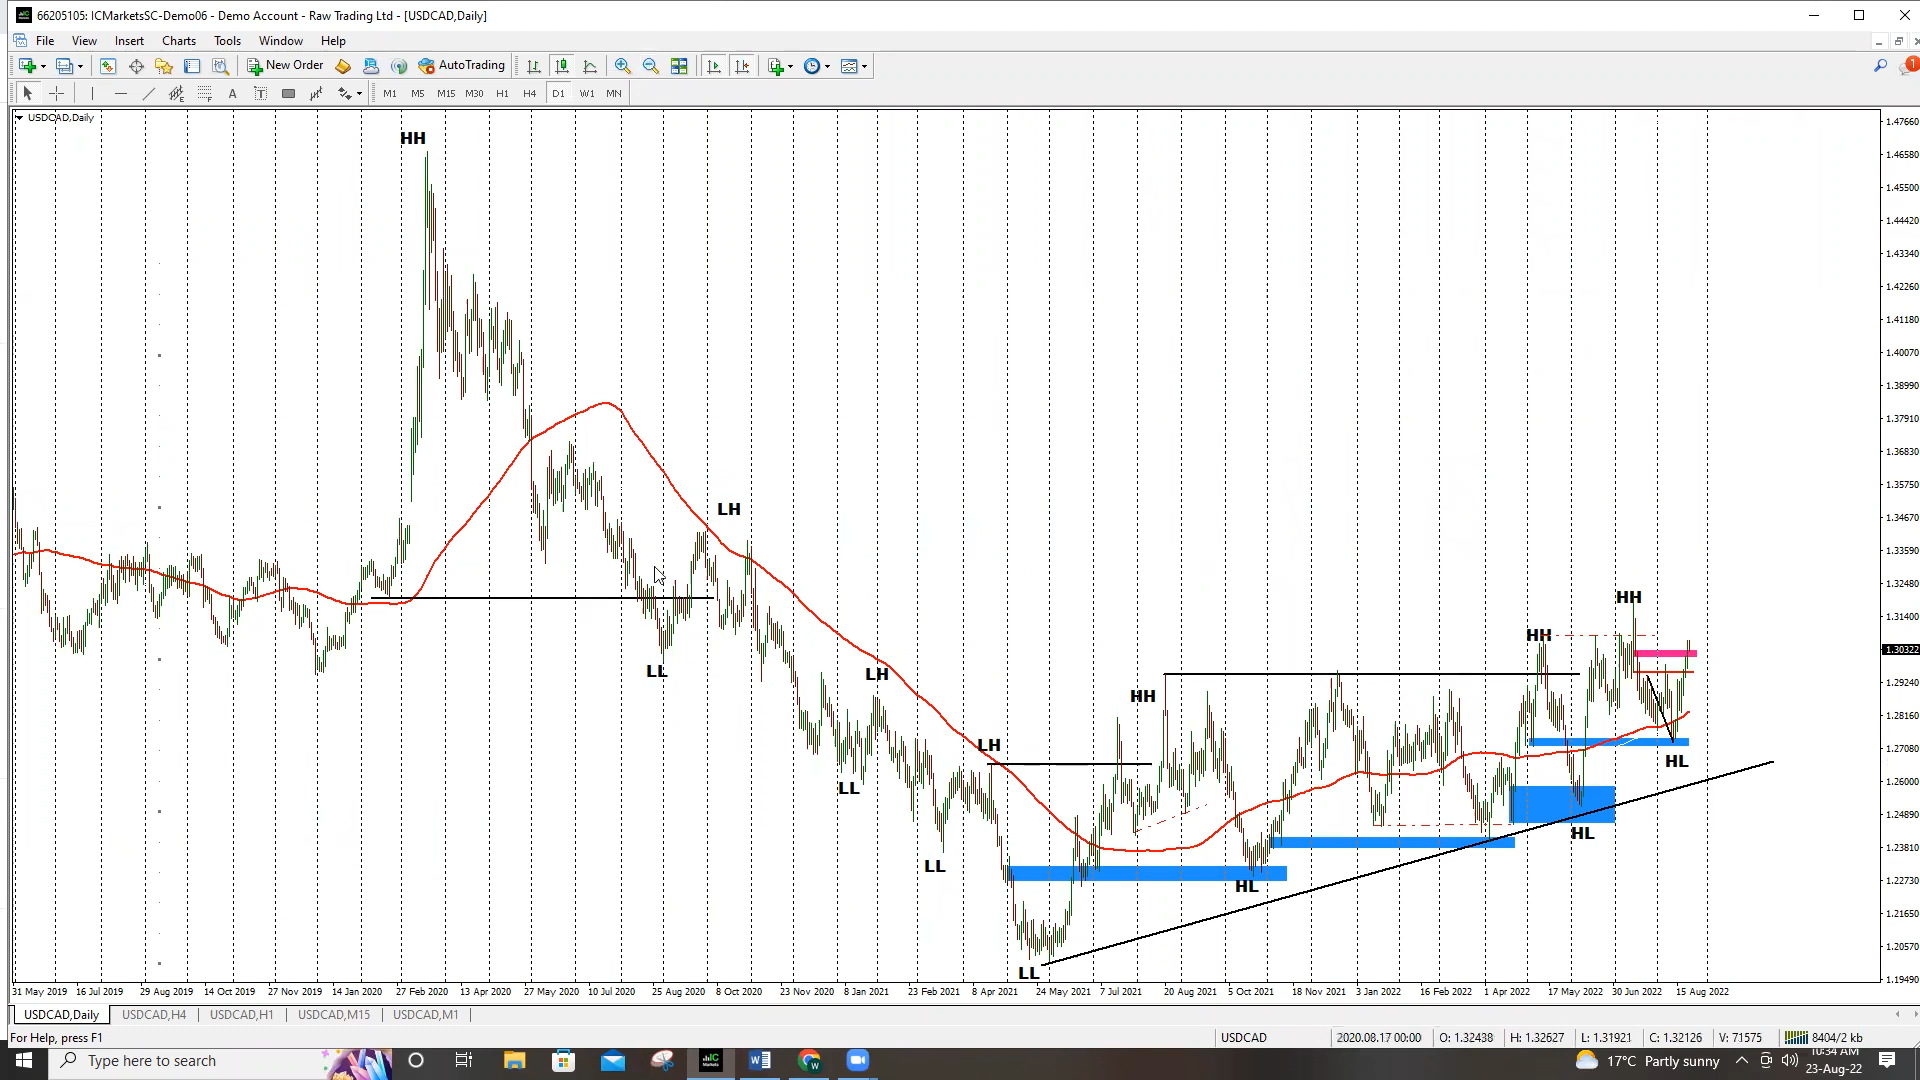 66205105: ICMarketsSC-Demo06 - Demo Account - Raw Trading Ltd - [USDCAD,Daily]
File View Insert Charts Tools Window Help
New Order AutoTrading 1
A T M1 M5 M15 M30 H1 H4 D1 W1 MN
USDCAD,Daily
HH
LH
LL
LH
LL
LH
LL
LL
HH
HL
HH
HH
HL
HL
1.47660
1.46580
1.45500
1.44420
1.43340
1.42260
1.41180
1.40070
1.38990
1.37910
1.36830
1.35750
1.34670
1.33590
1.32480
1.31400
1.30322
1.29240
1.28160
1.27080
1.26000
1.24890
1.23810
1.22730
1.21650
1.20570
1.19490
31 May 2019 16 Jul 2019 29 Aug 2019 14 Oct 2019 27 Nov 2019 14 Jan 2020 27 Feb 2020 13 Apr 2020 27 May 2020 10 Jul 2020 25 Aug 2020 8 Oct 2020 23 Nov 2020 8 Jan 2021 23 Feb 2021 8 Apr 2021 24 May 2021 7 Jul 2021 20 Aug 2021 5 Oct 2021 18 Nov 2021 3 Jan 2022 16 Feb 2022 1 Apr 2022 17 May 2022 30 Jun 2022 15 Aug 2022
USDCAD,Daily USDCAD,H4 USDCAD,H1 USDCAD,M15 USDCAD,M1
For Help, press F1 USDCAD 2020.08.17 00:00 O: 1.32438 H: 1.32627 L: 1.31921 C: 1.32126 V: 71575 8404/2 kb
Type here to search IC Markets W W 17°C Partly sunny 10:34 AM
23-Aug-22